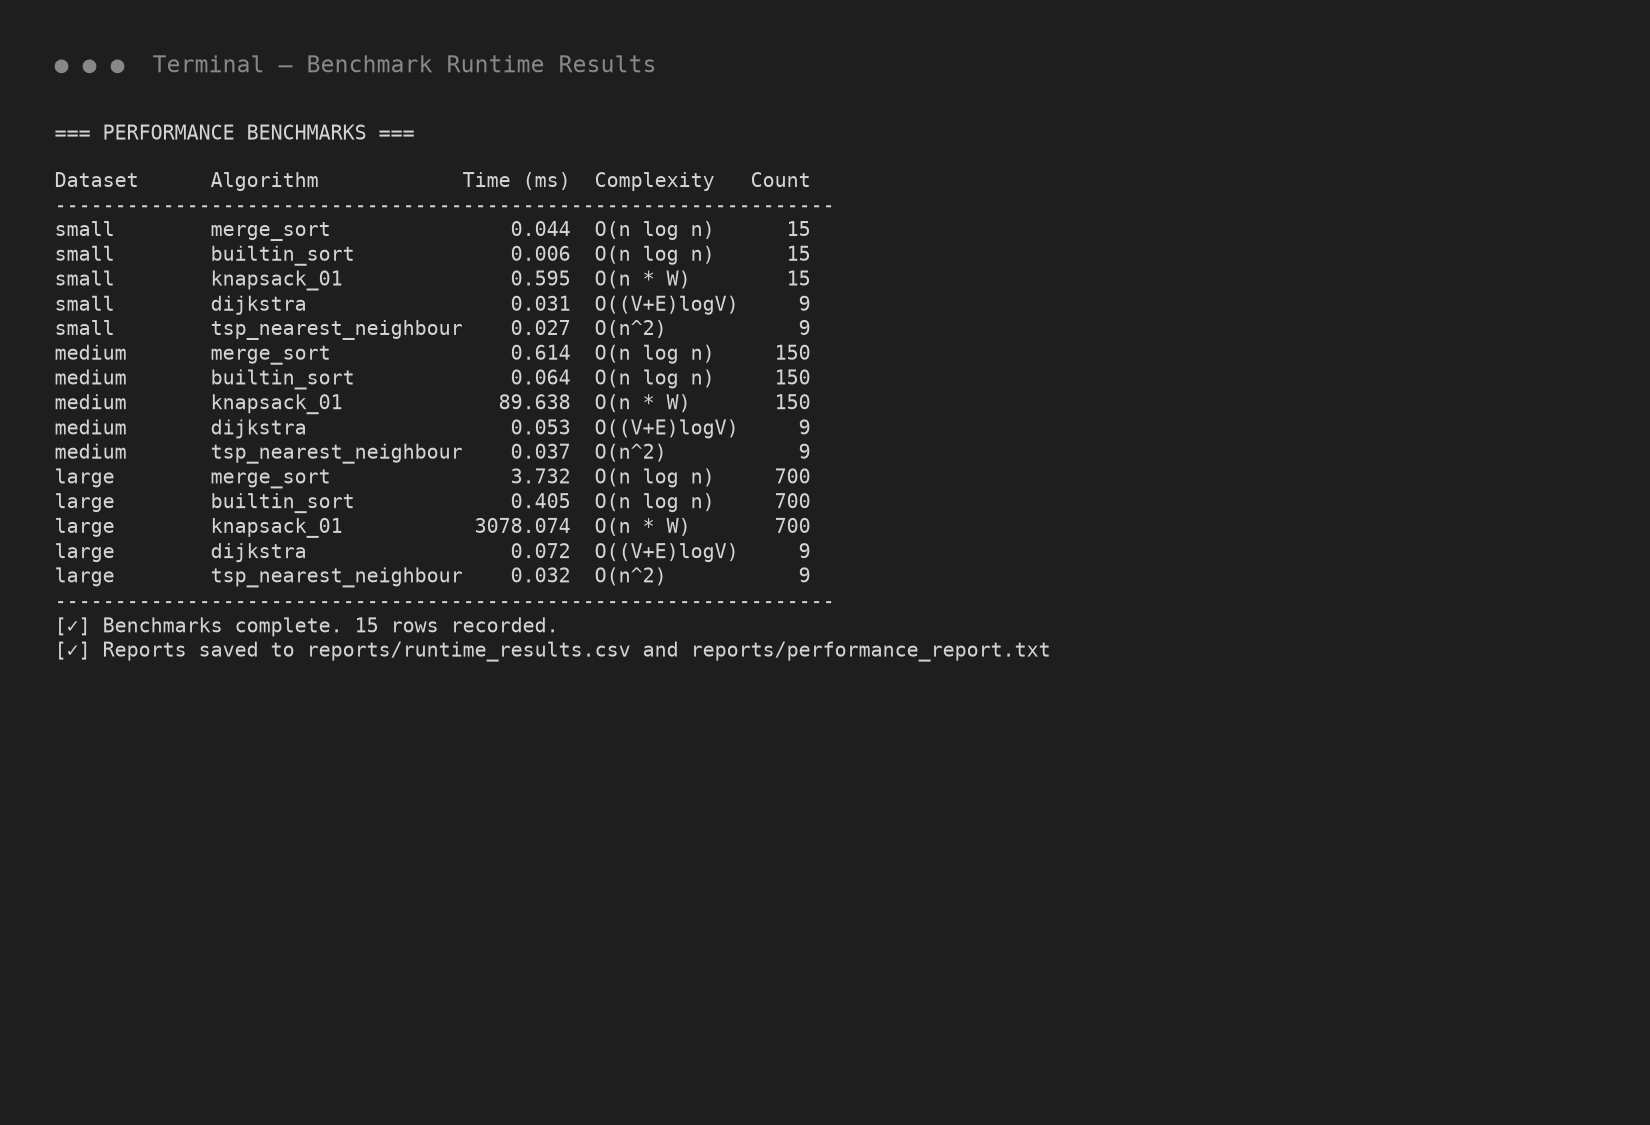 ● ● ●  Terminal — Benchmark Runtime Results
=== PERFORMANCE BENCHMARKS ===
Dataset      Algorithm            Time (ms)  Complexity   Count
-----------------------------------------------------------------
small        merge_sort               0.044  O(n log n)      15
small        builtin_sort             0.006  O(n log n)      15
small        knapsack_01              0.595  O(n * W)        15
small        dijkstra                 0.031  O((V+E)logV)     9
small        tsp_nearest_neighbour    0.027  O(n^2)           9
medium       merge_sort               0.614  O(n log n)     150
medium       builtin_sort             0.064  O(n log n)     150
medium       knapsack_01             89.638  O(n * W)       150
medium       dijkstra                 0.053  O((V+E)logV)     9
medium       tsp_nearest_neighbour    0.037  O(n^2)           9
large        merge_sort               3.732  O(n log n)     700
large        builtin_sort             0.405  O(n log n)     700
large        knapsack_01           3078.074  O(n * W)       700
large        dijkstra                 0.072  O((V+E)logV)     9
large        tsp_nearest_neighbour    0.032  O(n^2)           9
-----------------------------------------------------------------
[✓] Benchmarks complete. 15 rows recorded.
[✓] Reports saved to reports/runtime_results.csv and reports/performance_report.txt